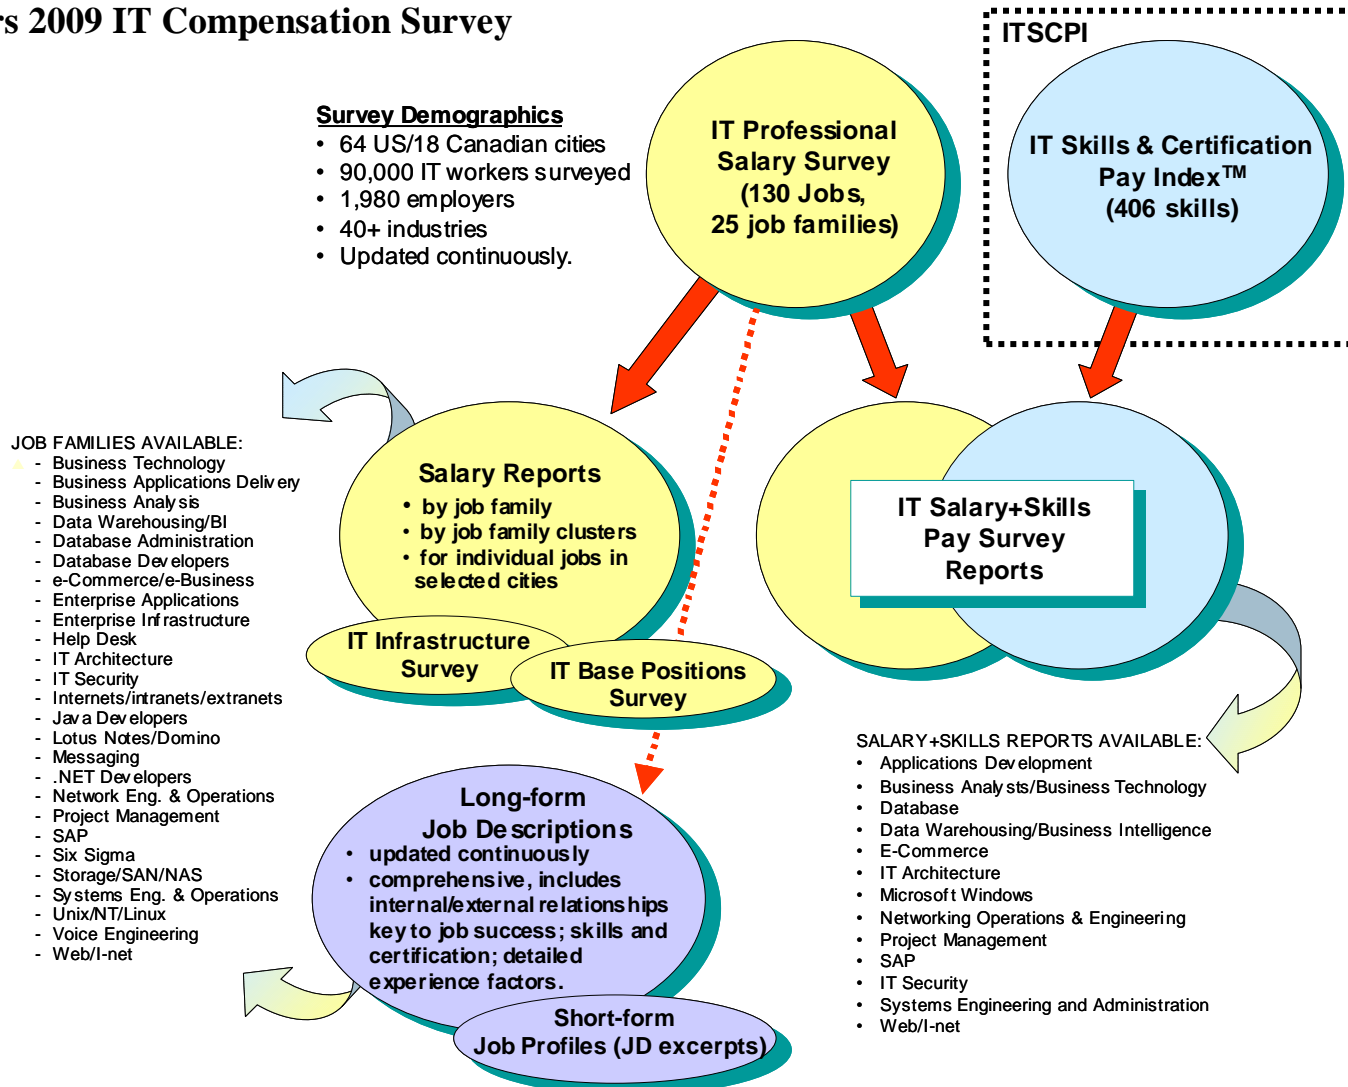 rs 2009 IT Compensation Survey
ITSCPI
Survey Demographics
• 64 US/18 Canadian cities
• 90,000 IT workers surveyed
• 1,980 employers
• 40+ industries
• Updated continuously.
IT Professional
Salary Survey
(130 Jobs,
25 job families)
IT Skills & Certification
Pay Index™
(406 skills)
JOB FAMILIES AVAILABLE:
- Business Technology
- Business Applications Delivery
- Business Analysis
- Data Warehousing/BI
- Database Administration
- Database Developers
- e-Commerce/e-Business
- Enterprise Applications
- Enterprise Infrastructure
- Help Desk
- IT Architecture
- IT Security
- Internets/intranets/extranets
- Java Developers
- Lotus Notes/Domino
- Messaging
- .NET Developers
- Network Eng. & Operations
- Project Management
- SAP
- Six Sigma
- Storage/SAN/NAS
- Systems Eng. & Operations
- Unix/NT/Linux
- Voice Engineering
- Web/I-net
Salary Reports
• by job family
• by job family clusters
• for individual jobs in
selected cities
IT Infrastructure
Survey
IT Base Positions
Survey
IT Salary+Skills
Pay Survey
Reports
Long-form
Job Descriptions
• updated continuously
• comprehensive, includes
internal/external relationships
key to job success; skills and
certification; detailed
experience factors.
Short-form
Job Profiles (JD excerpts)
SALARY+SKILLS REPORTS AVAILABLE:
• Applications Development
• Business Analysts/Business Technology
• Database
• Data Warehousing/Business Intelligence
• E-Commerce
• IT Architecture
• Microsoft Windows
• Networking Operations & Engineering
• Project Management
• SAP
• IT Security
• Systems Engineering and Administration
• Web/I-net